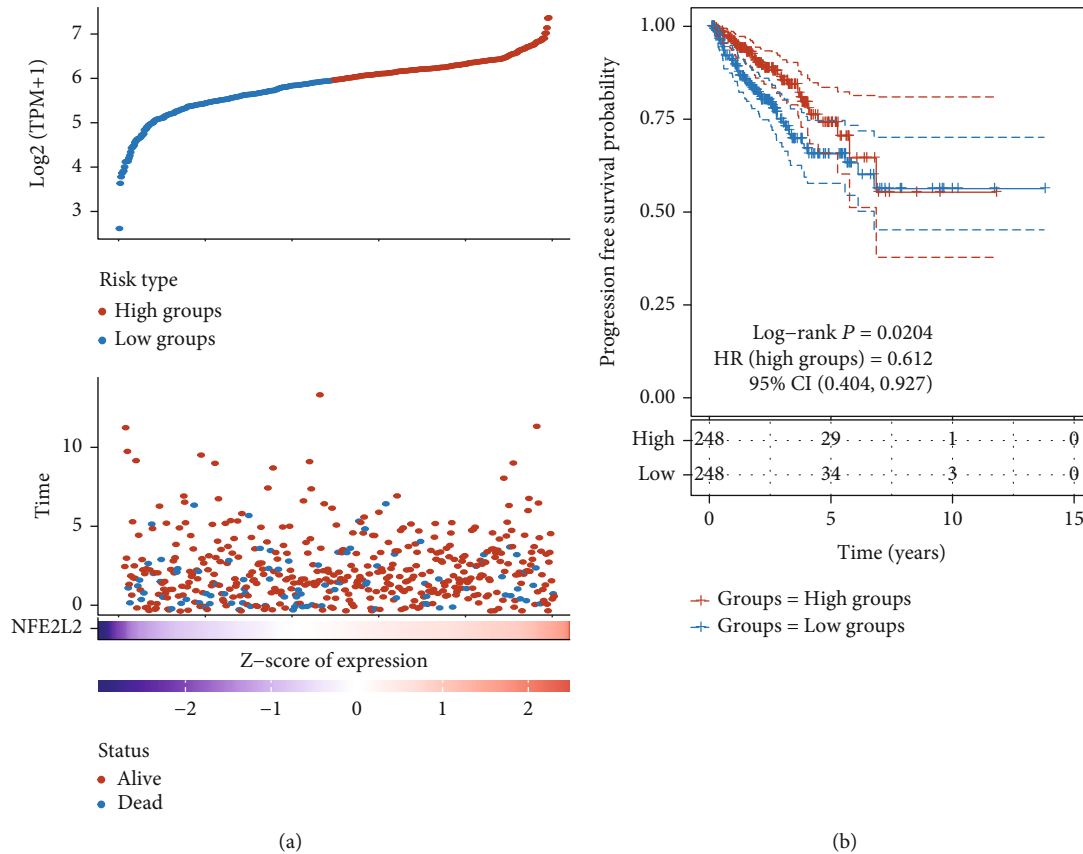 7
6
5
4
3
Log2 (TPM+1)
Risk type
High groups
Low groups
10
5
0
Time
NFE2L2
Z−score of expression
−2 −1 0 1 2
Status
Alive
Dead
(a)
1.00
0.75
0.50
0.25
0.00
Progression free survival probability
Log−rank P = 0.0204
HR (high groups) = 0.612
95% CI (0.404, 0.927)
High 248 29 1 0
Low 248 34 3 0
0 5 10 15
Time (years)
Groups = High groups
Groups = Low groups
(b)